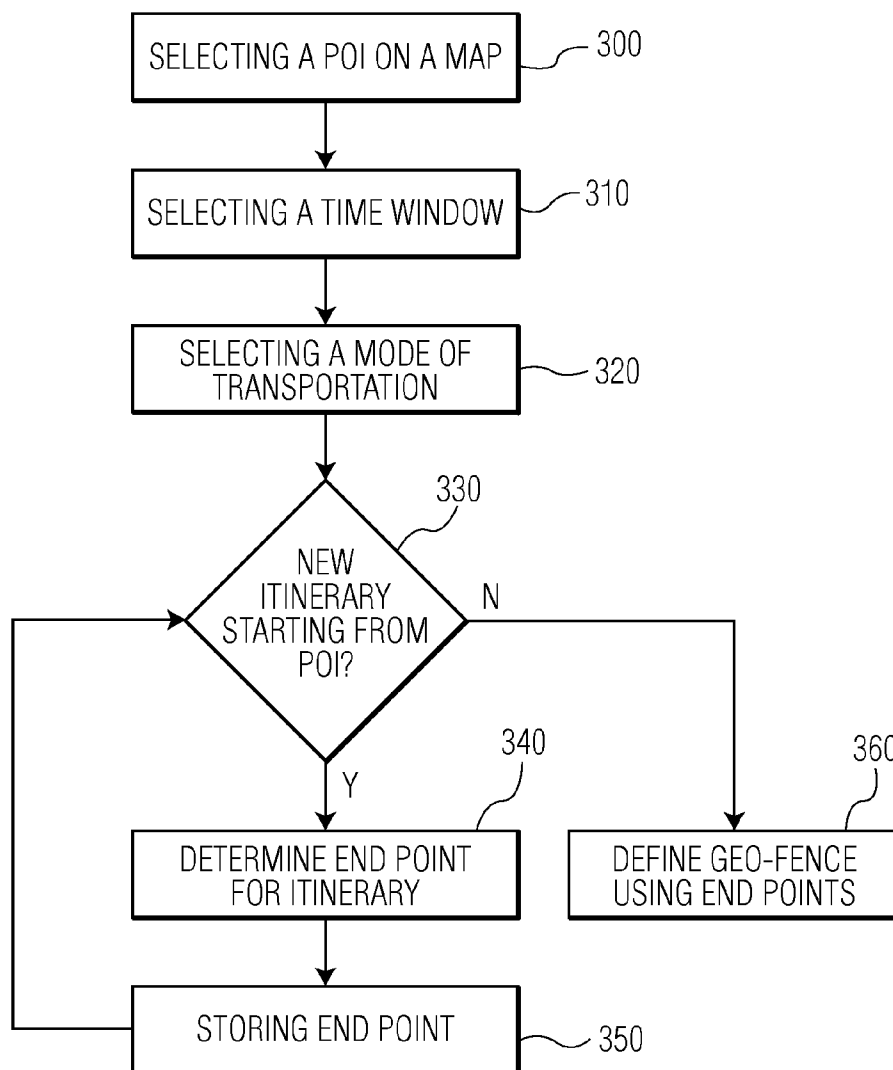 SELECTING A POI ON A MAP
300
SELECTING A TIME WINDOW
310
SELECTING A MODE OF
TRANSPORTATION
320
330
NEW
ITINERARY
STARTING FROM
POI?
N
Y
340
DETERMINE END POINT
FOR ITINERARY
360
DEFINE GEO-FENCE
USING END POINTS
STORING END POINT
350